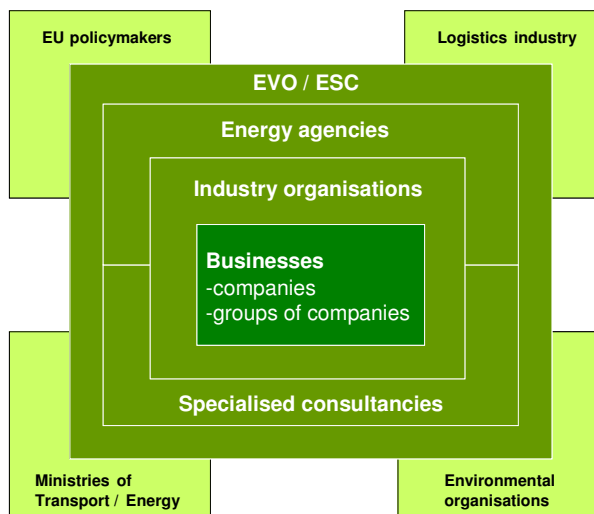 EU policymakers
Logistics industry
EVO / ESC
Energy agencies
Industry organisations
Businesses
-companies
-groups of companies
Specialised consultancies
Ministries of
Transport / Energy
Environmental
organisations